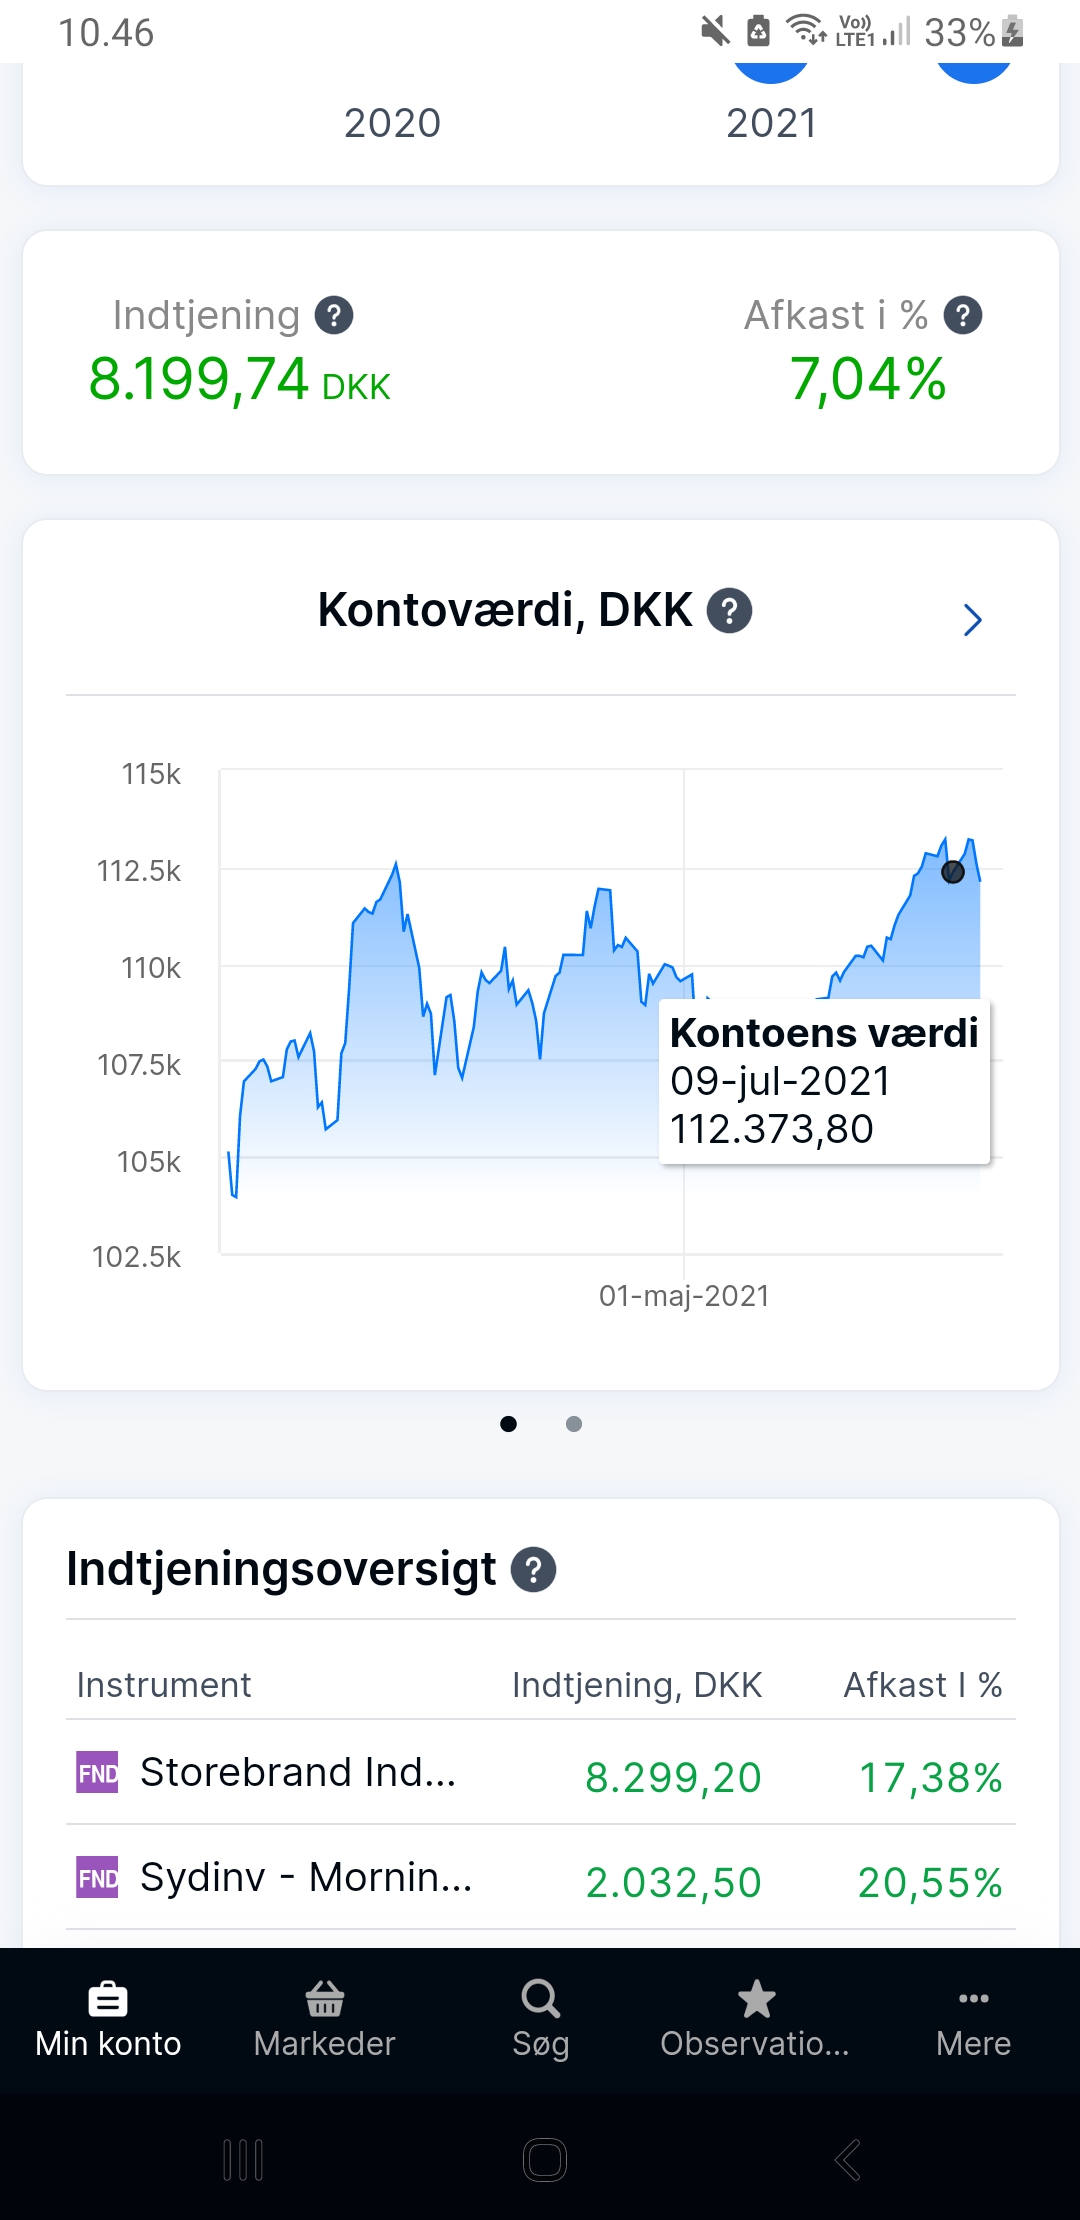 10.46
Vo)) LTE1
33%
2020
2021
Indtjening ?
Afkast i % ?
8.199,74 DKK
7,04%
Kontoværdi, DKK ?
115k
112.5k
110k
107.5k
105k
102.5k
Kontoens værdi
09-jul-2021
112.373,80
01-maj-2021
Indtjeningsoversigt ?
Instrument Indtjening, DKK Afkast I %
FND Storebrand Ind... 8.299,20 17,38%
FND Sydinv - Mornin... 2.032,50 20,55%
Min konto Markeder Søg Observatio... Mere